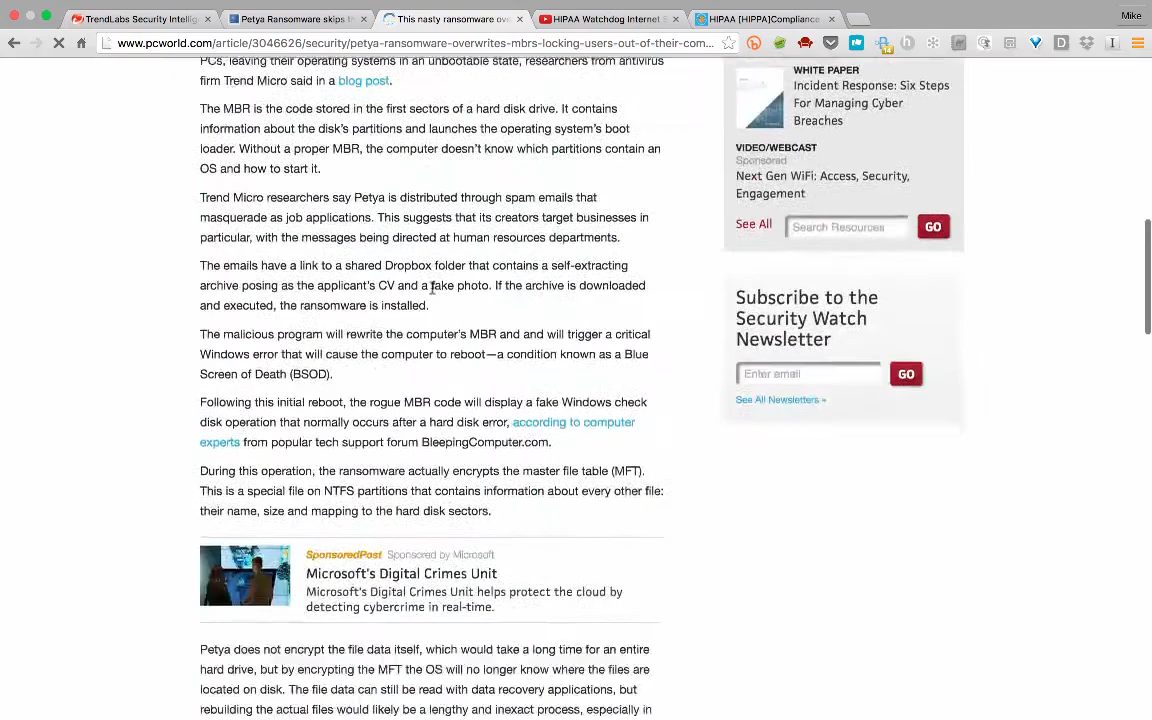 TrendLabs Security Intellig
Petya Ransomware skips th
This nasty ransomware ove
HIPAA Watchdog Internet S
HIPAA [HIPPA]Compliance
Mike
www.pcworld.com/article/3046626/security/petya-ransomware-overwrites-mbrs-locking-users-out-of-their-com...
PCs, leaving their operating systems in an unbootable state, researchers from antivirus
firm Trend Micro said in a blog post.
The MBR is the code stored in the first sectors of a hard disk drive. It contains
information about the disk's partitions and launches the operating system's boot
loader. Without a proper MBR, the computer doesn't know which partitions contain an
OS and how to start it.
Trend Micro researchers say Petya is distributed through spam emails that
masquerade as job applications. This suggests that its creators target businesses in
particular, with the messages being directed at human resources departments.
The emails have a link to a shared Dropbox folder that contains a self-extracting
archive posing as the applicant's CV and a fake photo. If the archive is downloaded
and executed, the ransomware is installed.
The malicious program will rewrite the computer's MBR and and will trigger a critical
Windows error that will cause the computer to reboot—a condition known as a Blue
Screen of Death (BSOD).
Following this initial reboot, the rogue MBR code will display a fake Windows check
disk operation that normally occurs after a hard disk error, according to computer
experts from popular tech support forum BleepingComputer.com.
During this operation, the ransomware actually encrypts the master file table (MFT).
This is a special file on NTFS partitions that contains information about every other file:
their name, size and mapping to the hard disk sectors.
SponsoredPost Sponsored by Microsoft
Microsoft's Digital Crimes Unit
Microsoft's Digital Crimes Unit helps protect the cloud by
detecting cybercrime in real-time.
Petya does not encrypt the file data itself, which would take a long time for an entire
hard drive, but by encrypting the MFT the OS will no longer know where the files are
located on disk. The file data can still be read with data recovery applications, but
rebuilding the actual files would likely be a lengthy and inexact process, especially in
WHITE PAPER
Incident Response: Six Steps
For Managing Cyber
Breaches
VIDEO/WEBCAST
Sponsored
Next Gen WiFi: Access, Security,
Engagement
See All
Search Resources
GO
Subscribe to the
Security Watch
Newsletter
Enter email
GO
See All Newsletters »